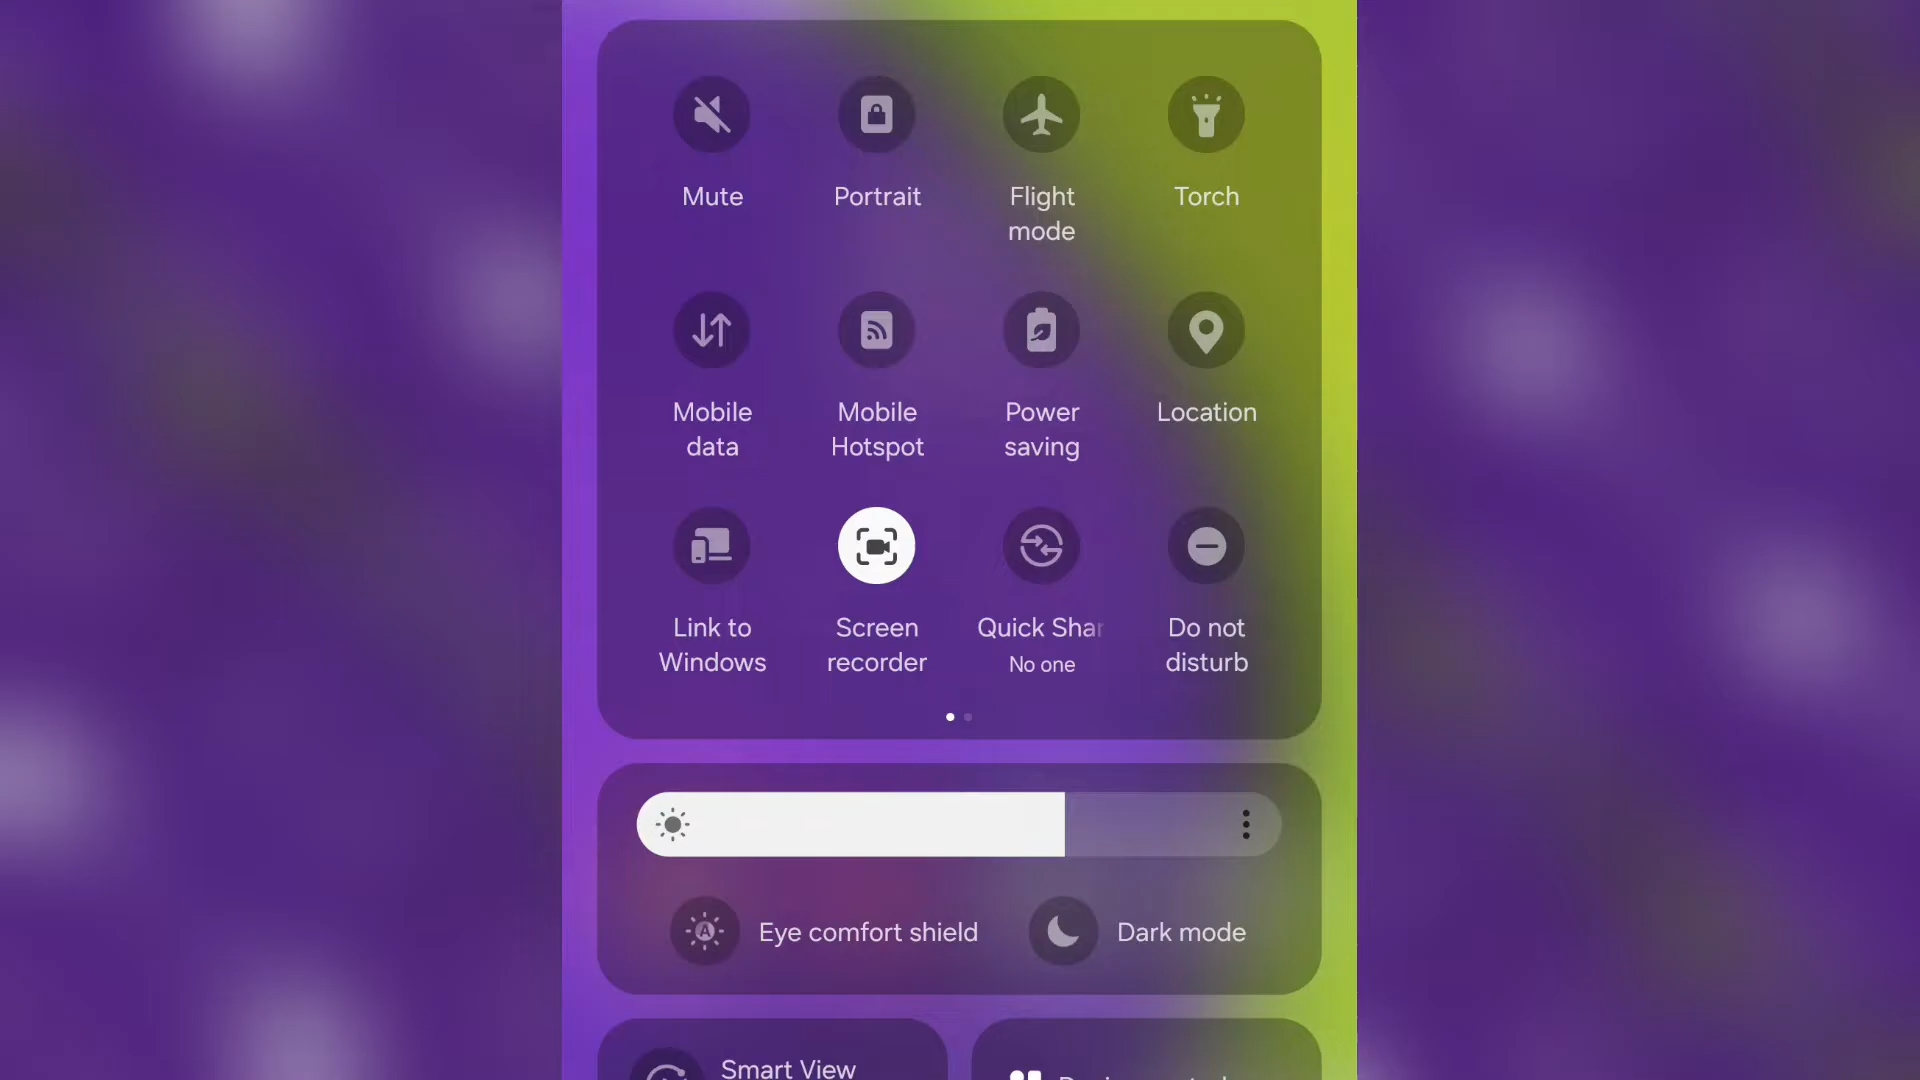 Mute
Portrait
Flight
mode
Torch
Mobile
data
Mobile
Hotspot
Power
saving
Location
Link to
Windows
Screen
recorder
Quick Shar
No one
Do not
disturb
Eye comfort shield
Dark mode
Smart View